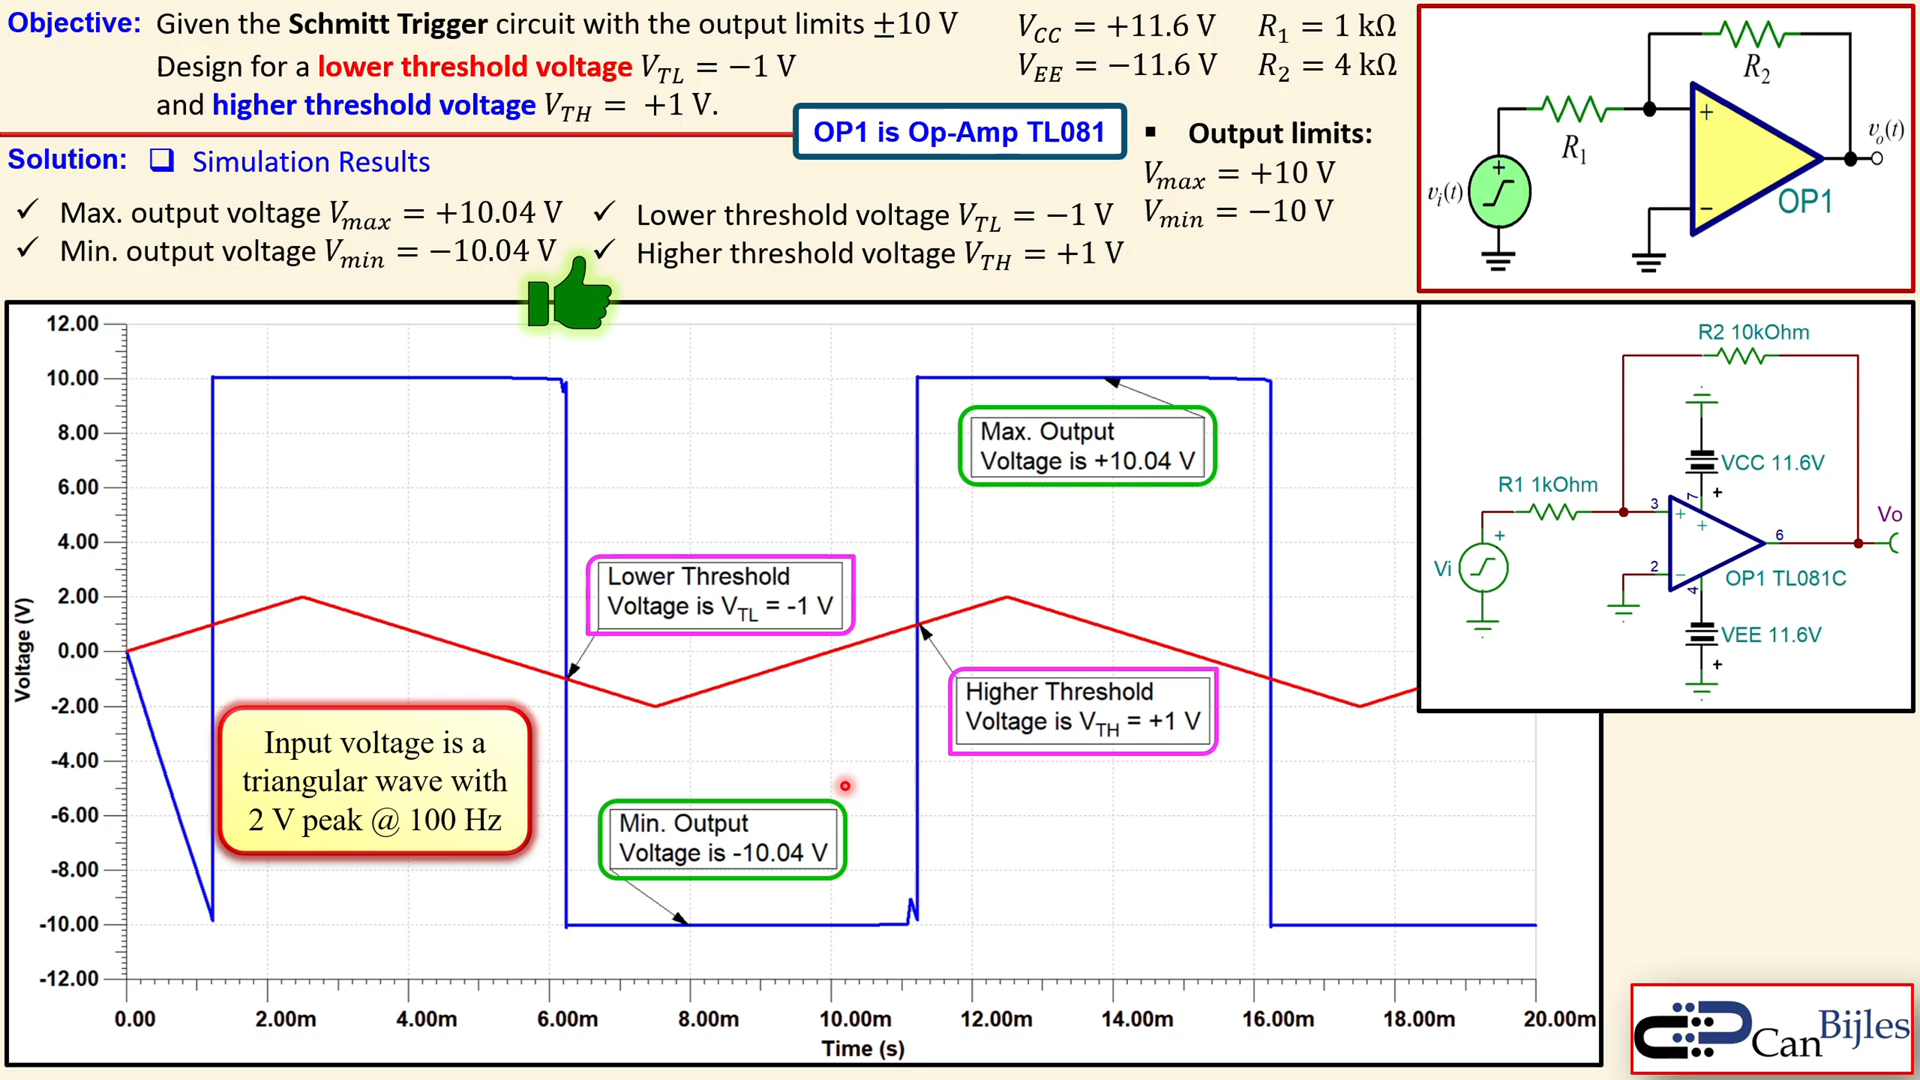 Objective: Given the Schmitt Trigger circuit with the output limits ±10 V
Design for a lower threshold voltage V_TL = −1 V
and higher threshold voltage V_TH = +1 V.
V_CC = +11.6 V R_1 = 1 kΩ
V_EE = −11.6 V R_2 = 4 kΩ
OP1 is Op-Amp TL081
▪ Output limits:
V_max = +10 V
V_min = −10 V
Solution: ❑ Simulation Results
✓ Max. output voltage V_max = +10.04 V
✓ Min. output voltage V_min = −10.04 V
✓ Lower threshold voltage V_TL = −1 V
✓ Higher threshold voltage V_TH = +1 V
R_2
R_1
v_i(t)
+
+
−
OP1
v_o(t)
12.00
10.00
8.00
6.00
4.00
2.00
0.00
-2.00
-4.00
-6.00
-8.00
-10.00
-12.00
Voltage (V)
Max. Output
Voltage is +10.04 V
Lower Threshold
Voltage is V_TL = -1 V
Higher Threshold
Voltage is V_TH = +1 V
Input voltage is a
triangular wave with
2 V peak @ 100 Hz
Min. Output
Voltage is -10.04 V
0.00 2.00m 4.00m 6.00m 8.00m 10.00m 12.00m 14.00m 16.00m 18.00m 20.00m
Time (s)
R2 10kOhm
VCC 11.6V
+
R1 1kOhm
3
7
+
+
6
Vo
+
Vi
2
-
4
OP1 TL081C
VEE 11.6V
+
CanBijles